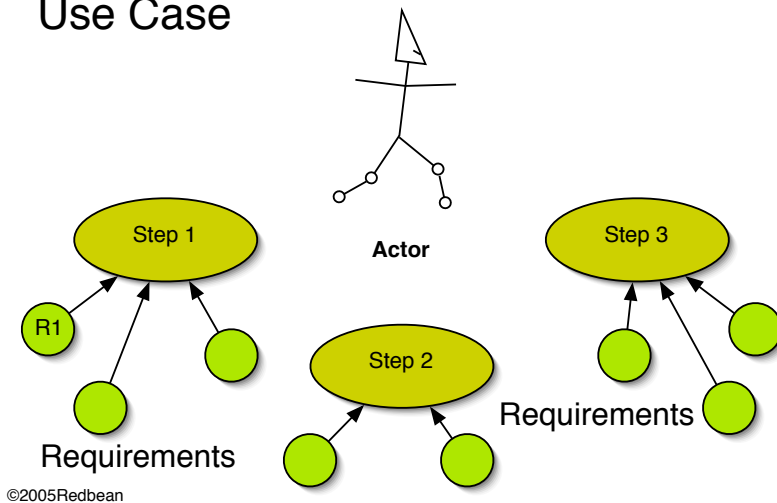 Use Case
Step 1
Step 3
Actor
R1
Step 2
Requirements
Requirements
©2005Redbean